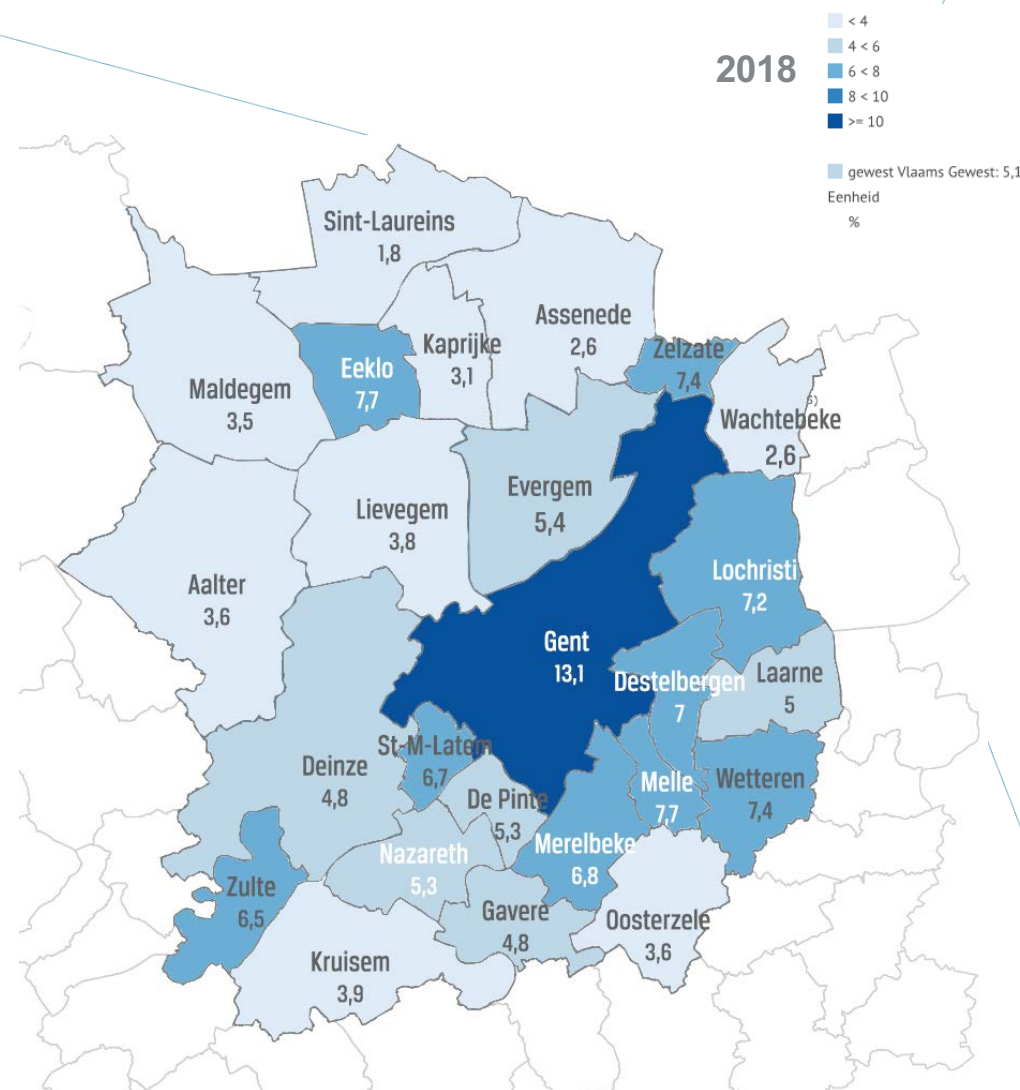 2018
< 4
4 < 6
6 < 8
8 < 10
>= 10
gewest Vlaams Gewest: 5,1
Eenheid
%
Sint-Laureins
1,8
Assenede
2,6
Kaprijke
3,1
Zelzate
7,4
Eeklo
7,7
Maldegem
3,5
Wachtebeke
2,6
Evergem
5,4
Lievegem
3,8
Lochristi
7,2
Aalter
3,6
Gent
13,1
Destelbergen
7
Laarne
5
St-M-Latem
6,7
Deinze
4,8
Melle
7,7
Wetteren
7,4
De Pinte
5,3
Merelbeke
6,8
Nazareth
5,3
Zulte
6,5
Gavere
4,8
Oosterzele
3,6
Kruisem
3,9